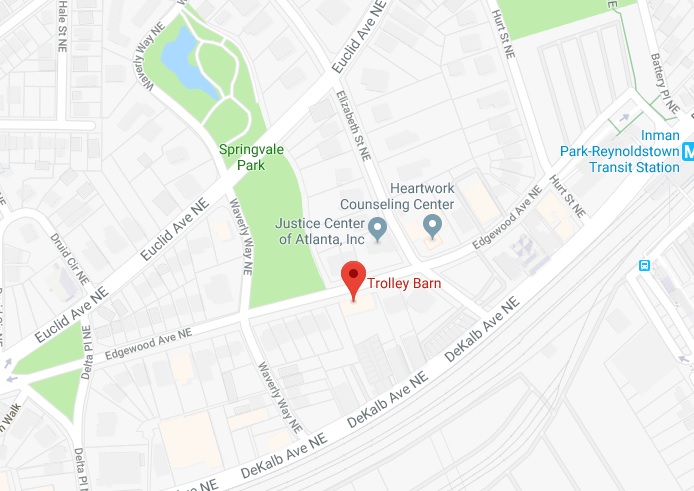 Hale St NE
Waverly Way NE
Euclid Ave NE
Hurt St NE
E
Battery Pl NE
Elizabeth St NE
Springvale
Park
Inman
Park-Reynoldstown
Transit Station
M
Heartwork
Counseling Center
Hurt St NE
Justice Center
of Atlanta, Inc
Edgewood Ave NE
Euclid Ave NE
Waverly Way NE
Druid Cir NE
Trolley Barn
Euclid Ave NE
Delta Pl NE
Edgewood Ave NE
DeKalb Ave NE
Waverly Way NE
DeKalb Ave NE
Walk
Delta Pl NE
DeKalb Ave NE
Ave NE